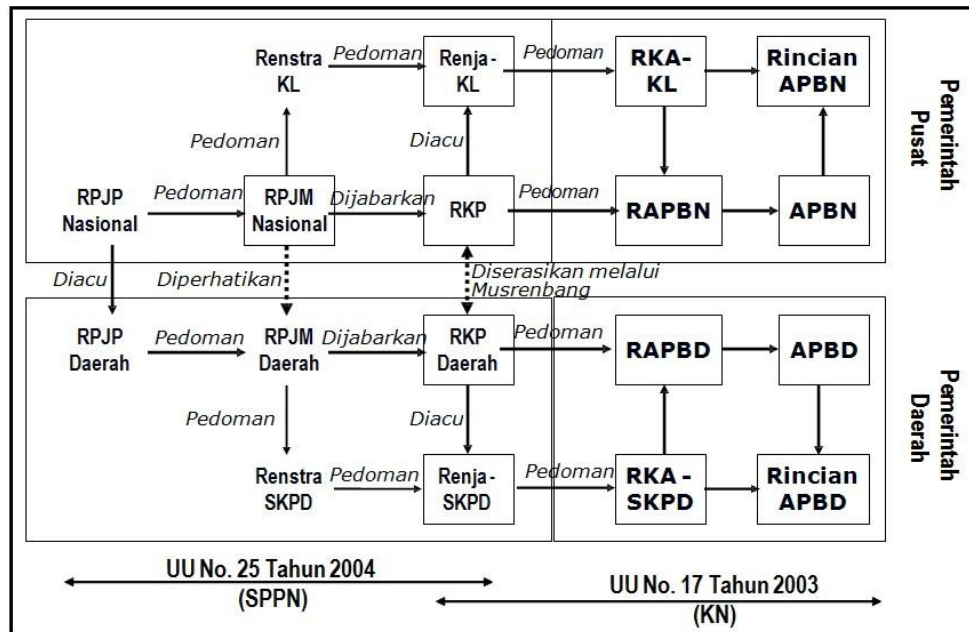 Renstra
KL
Pedoman
Renja -
KL
Pedoman
RKA-
KL
Rincian
APBN
Pemerintah
Pusat
Pedoman
Diacu
RPJP
Nasional
Pedoman
RPJM
Nasional
Dijabarkan
RKP
Pedoman
RAPBN
APBN
Diacu
Diperhatikan
Diserasikan melalui
Musrenbang
RPJP
Daerah
Pedoman
RPJM
Daerah
Dijabarkan
RKP
Daerah
Pedoman
RAPBD
APBD
Pemerintah
Daerah
Pedoman
Diacu
Renstra
SKPD
Pedoman
Renja -
SKPD
Pedoman
RKA -
SKPD
Rincian
APBD
UU No. 25 Tahun 2004
(SPPN)
UU No. 17 Tahun 2003
(KN)